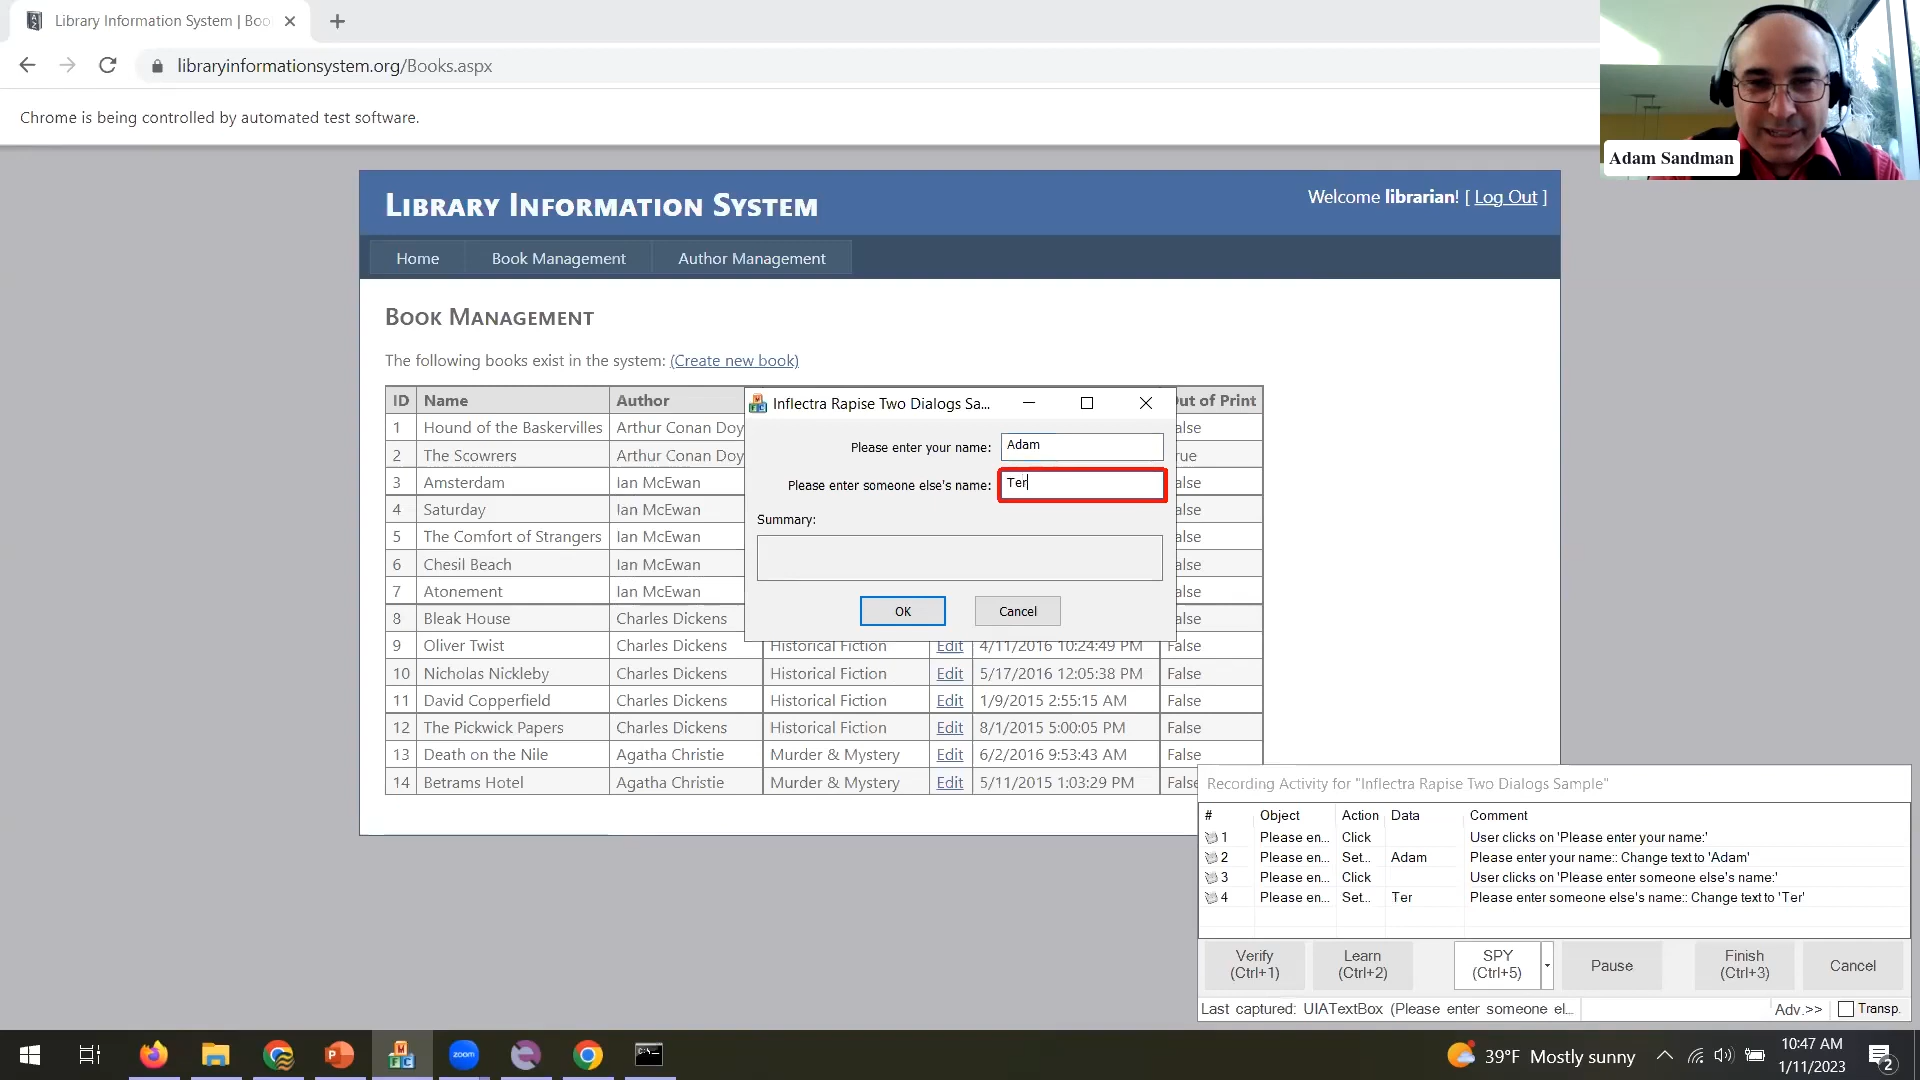 Library Information System | Boo
libraryinformationsystem.org/Books.aspx
Chrome is being controlled by automated test software.
Adam Sandman
Library Information System
Welcome librarian! [ Log Out ]
Home Book Management Author Management
Book Management
The following books exist in the system: (Create new book)
ID Name Author ut of Print
1 Hound of the Baskervilles Arthur Conan Doy alse
2 The Scowrers Arthur Conan Doy rue
3 Amsterdam Ian McEwan alse
4 Saturday Ian McEwan alse
5 The Comfort of Strangers Ian McEwan alse
6 Chesil Beach Ian McEwan alse
7 Atonement Ian McEwan alse
8 Bleak House Charles Dickens alse
9 Oliver Twist Charles Dickens Historical Fiction Edit 4/11/2016 10:24:49 PM False
10 Nicholas Nickleby Charles Dickens Historical Fiction Edit 5/17/2016 12:05:38 PM False
11 David Copperfield Charles Dickens Historical Fiction Edit 1/9/2015 2:55:15 AM False
12 The Pickwick Papers Charles Dickens Historical Fiction Edit 8/1/2015 5:00:05 PM False
13 Death on the Nile Agatha Christie Murder & Mystery Edit 6/2/2016 9:53:43 AM False
14 Betrams Hotel Agatha Christie Murder & Mystery Edit 5/11/2015 1:03:29 PM False
Inflectra Rapise Two Dialogs Sa...
Please enter your name: Adam
Please enter someone else's name: Ter
Summary:
OK Cancel
Recording Activity for "Inflectra Rapise Two Dialogs Sample"
# Object Action Data Comment
1 Please en... Click User clicks on 'Please enter your name:'
2 Please en... Set... Adam Please enter your name:: Change text to 'Adam'
3 Please en... Click User clicks on 'Please enter someone else's name:'
4 Please en... Set... Ter Please enter someone else's name:: Change text to 'Ter'
Verify (Ctrl+1) Learn (Ctrl+2) SPY (Ctrl+5) Pause Finish (Ctrl+3) Cancel
Last captured: UIATextBox (Please enter someone el... Adv.>> Transp.
zoom
39°F Mostly sunny
10:47 AM
1/11/2023
2